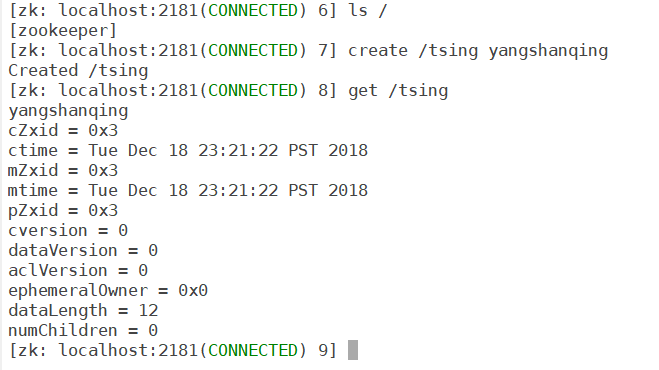 [zk: localhost:2181(CONNECTED) 6] ls /
[zookeeper]
[zk: localhost:2181(CONNECTED) 7] create /tsing yangshanqing
Created /tsing
[zk: localhost:2181(CONNECTED) 8] get /tsing
yangshanqing
cZxid = 0x3
ctime = Tue Dec 18 23:21:22 PST 2018
mZxid = 0x3
mtime = Tue Dec 18 23:21:22 PST 2018
pZxid = 0x3
cversion = 0
dataVersion = 0
aclVersion = 0
ephemeralOwner = 0x0
dataLength = 12
numChildren = 0
[zk: localhost:2181(CONNECTED) 9]